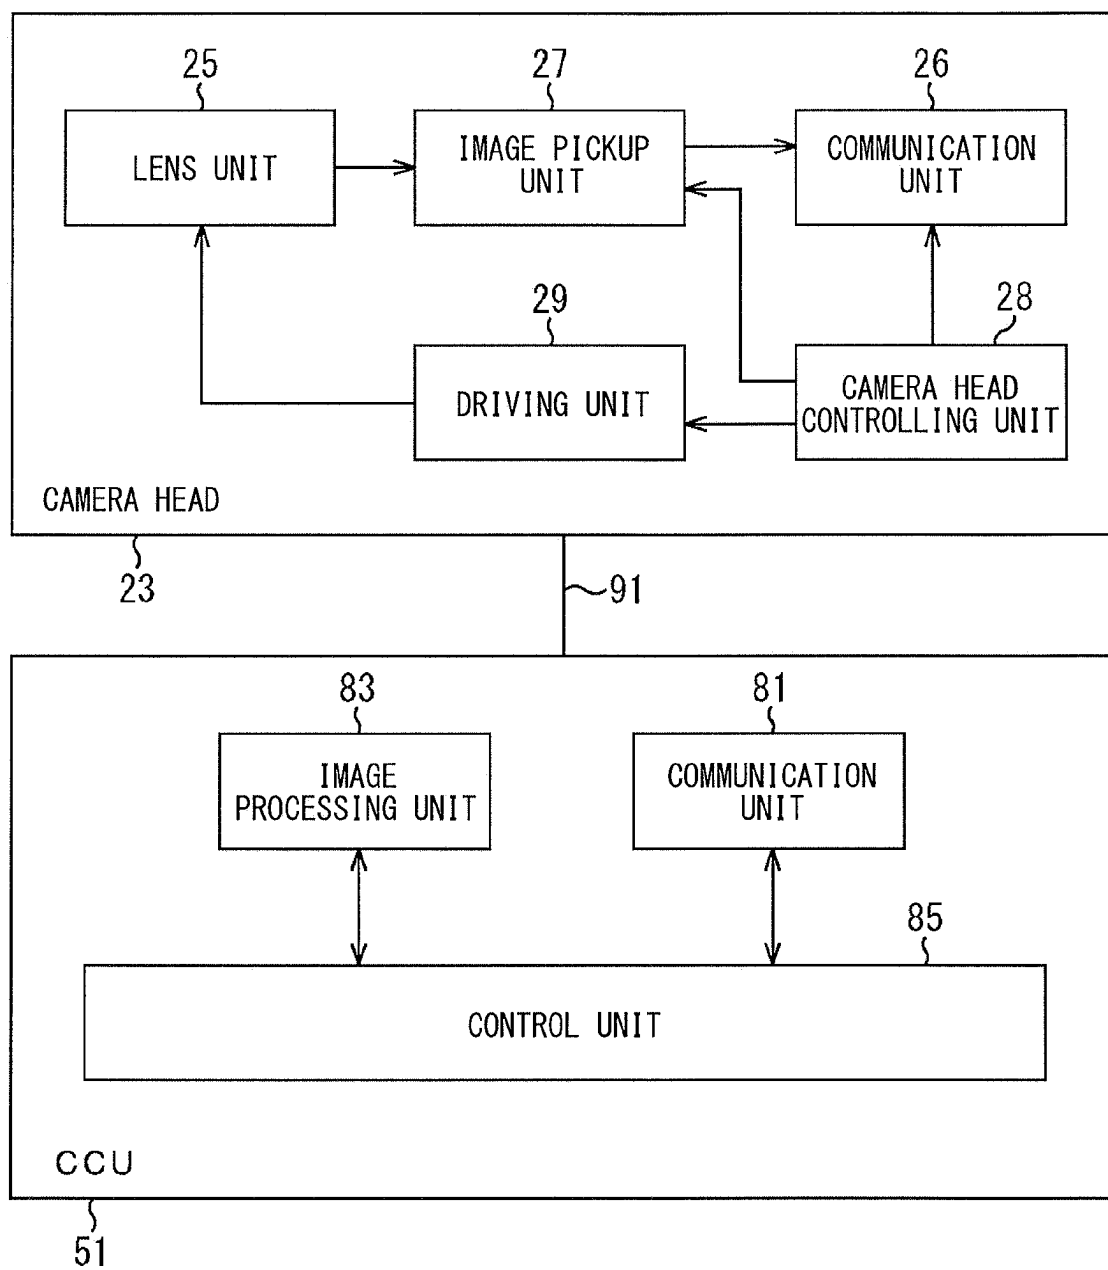 25
27
26
LENS UNIT
IMAGE PICKUP
UNIT
COMMUNICATION
UNIT
29
28
DRIVING UNIT
CAMERA HEAD
CONTROLLING UNIT
CAMERA HEAD
23
91
83
81
IMAGE
PROCESSING UNIT
COMMUNICATION
UNIT
85
CONTROL UNIT
CCU
51